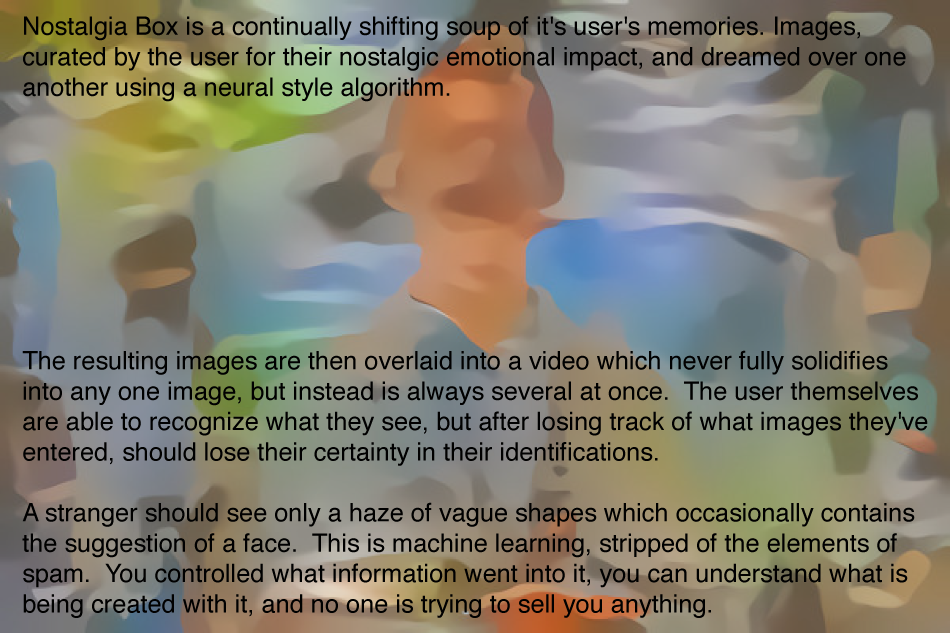 Nostalgia Box is a continually shifting soup of it's user's memories. Images,
curated by the user for their nostalgic emotional impact, and dreamed over one
another using a neural style algorithm.
The resulting images are then overlaid into a video which never fully solidifies
into any one image, but instead is always several at once.  The user themselves
are able to recognize what they see, but after losing track of what images they've
entered, should lose their certainty in their identifications.
A stranger should see only a haze of vague shapes which occasionally contains
the suggestion of a face.  This is machine learning, stripped of the elements of
spam.  You controlled what information went into it, you can understand what is
being created with it, and no one is trying to sell you anything.